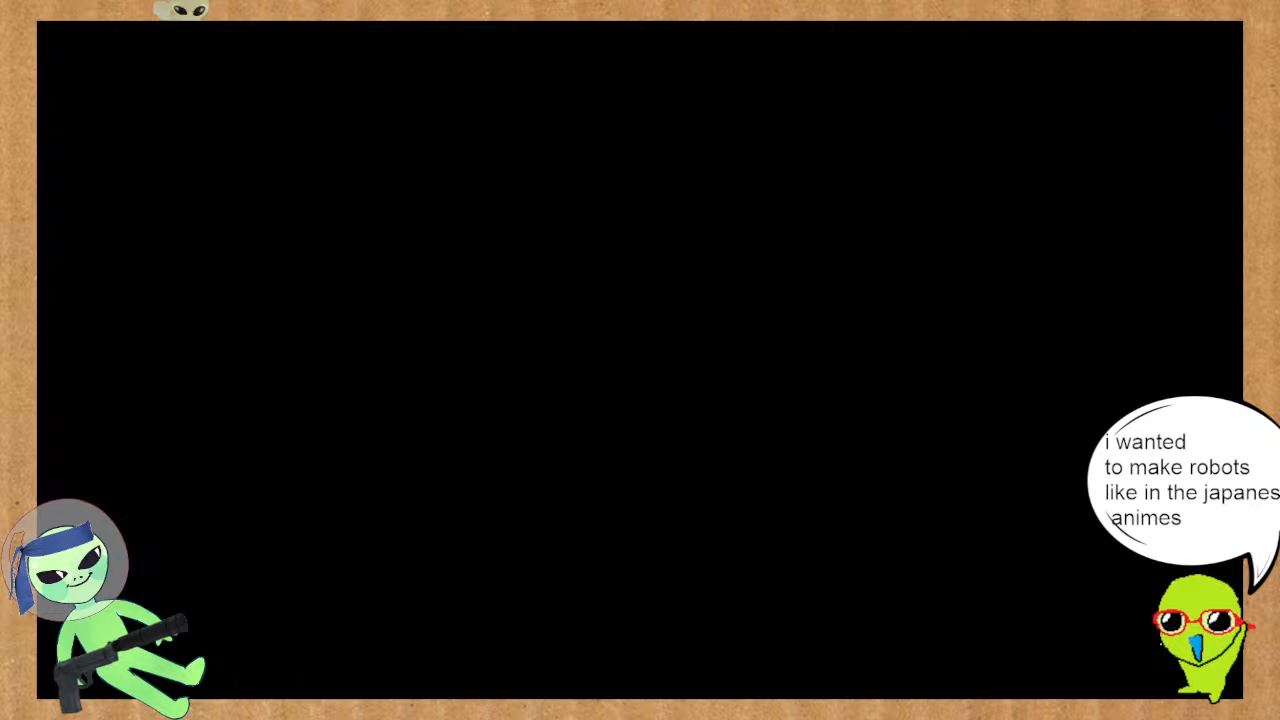 i wanted
to make robots
like in the japanes
animes